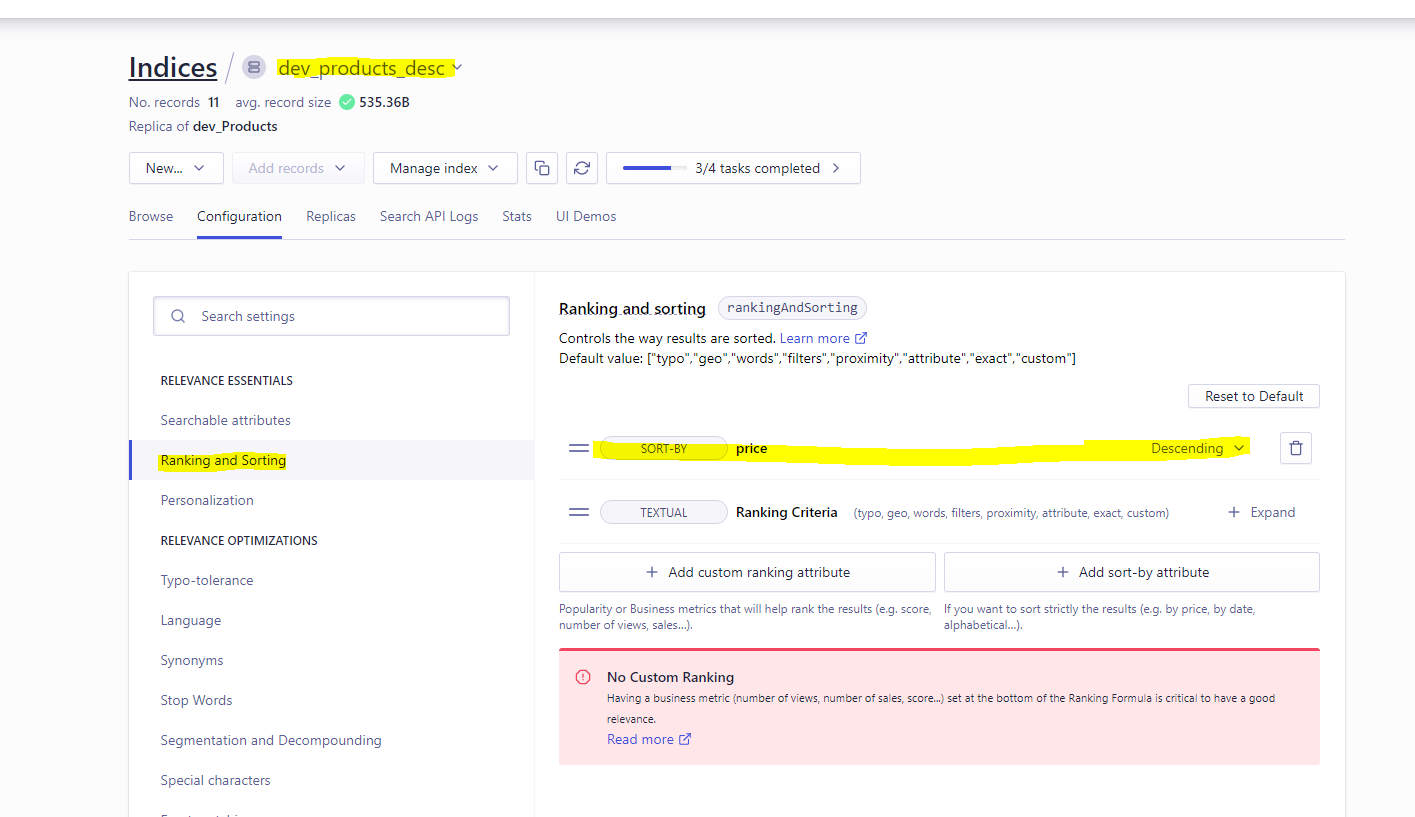 Indices / dev_products_desc
No. records 11 avg. record size 535.36B
Replica of dev_Products
New... Add records Manage index 3/4 tasks completed
Browse Configuration Replicas Search API Logs Stats UI Demos
Search settings
RELEVANCE ESSENTIALS
Searchable attributes
Ranking and Sorting
Personalization
RELEVANCE OPTIMIZATIONS
Typo-tolerance
Language
Synonyms
Stop Words
Segmentation and Decompounding
Special characters
Ranking and sorting rankingAndSorting
Controls the way results are sorted. Learn more
Default value: ["typo","geo","words","filters","proximity","attribute","exact","custom"]
Reset to Default
SORT-BY price Descending
TEXTUAL Ranking Criteria (typo, geo, words, filters, proximity, attribute, exact, custom) + Expand
+ Add custom ranking attribute
Popularity or Business metrics that will help rank the results (e.g. score,
number of views, sales...).
+ Add sort-by attribute
If you want to sort strictly the results (e.g. by price, by date,
alphabetical...).
No Custom Ranking
Having a business metric (number of views, number of sales, score...) set at the bottom of the Ranking Formula is critical to have a good
relevance.
Read more